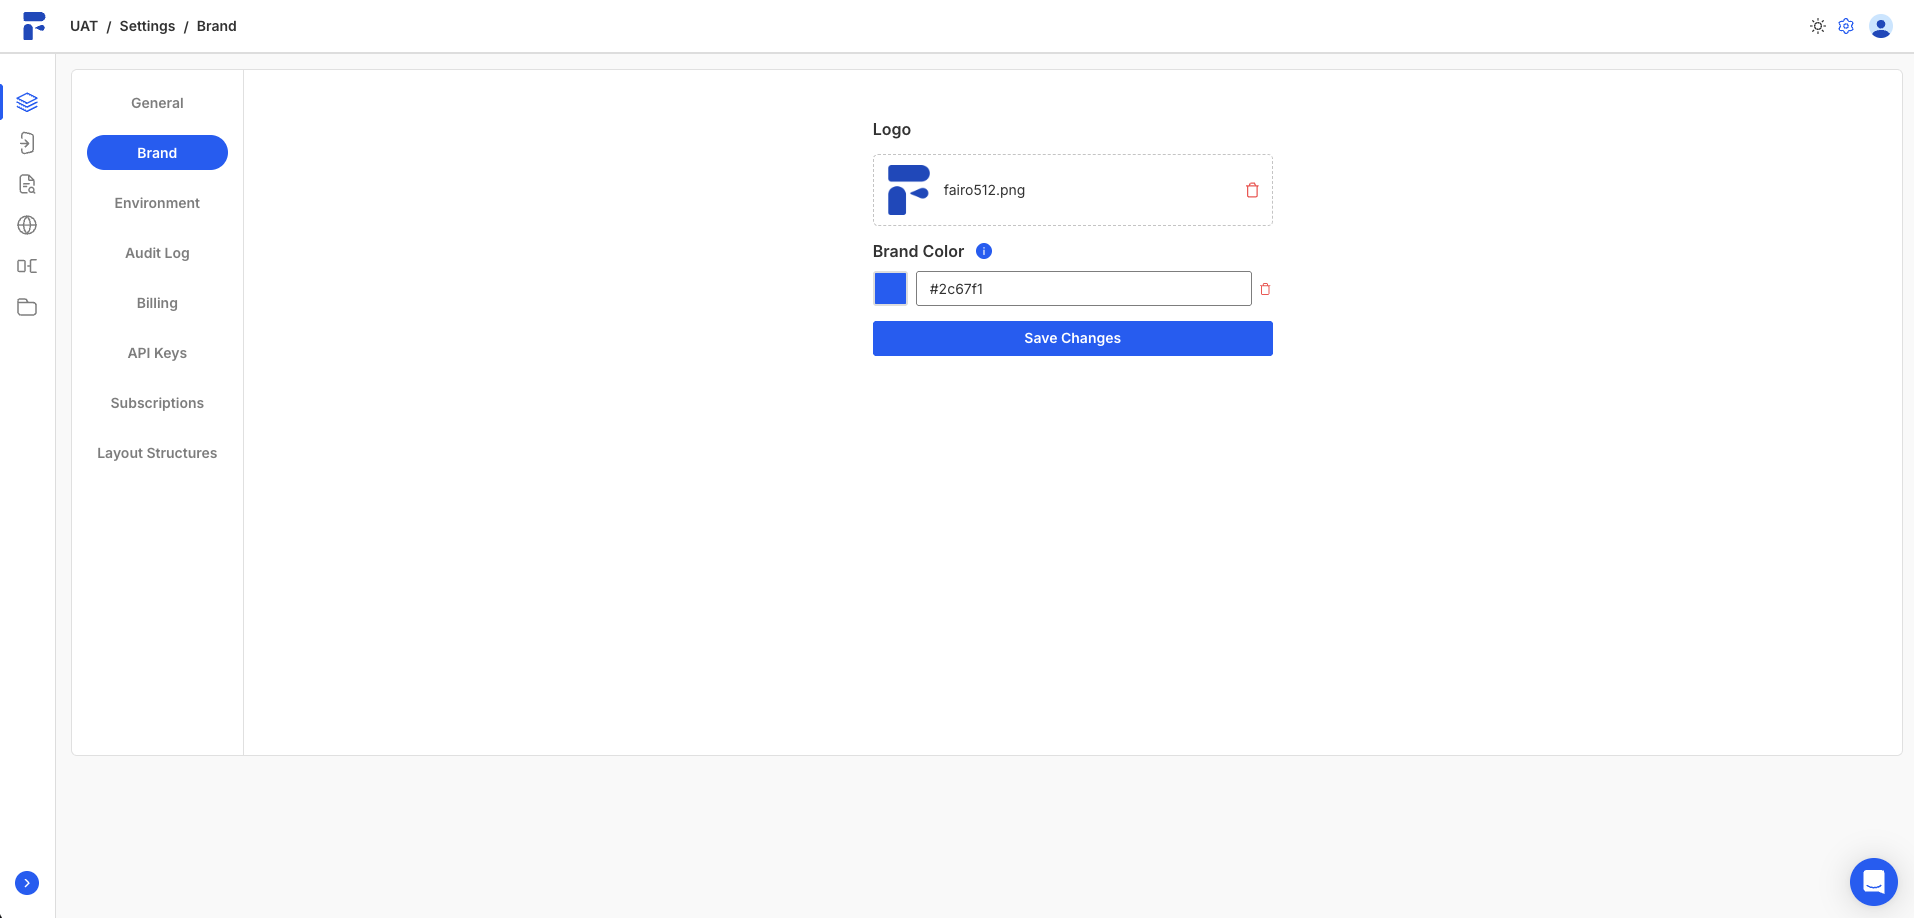 UAT / Settings / Brand
General
Brand
Environment
Audit Log
Billing
API Keys
Subscriptions
Layout Structures
Logo
fairo512.png
Brand Color
#2c67f1
Save Changes